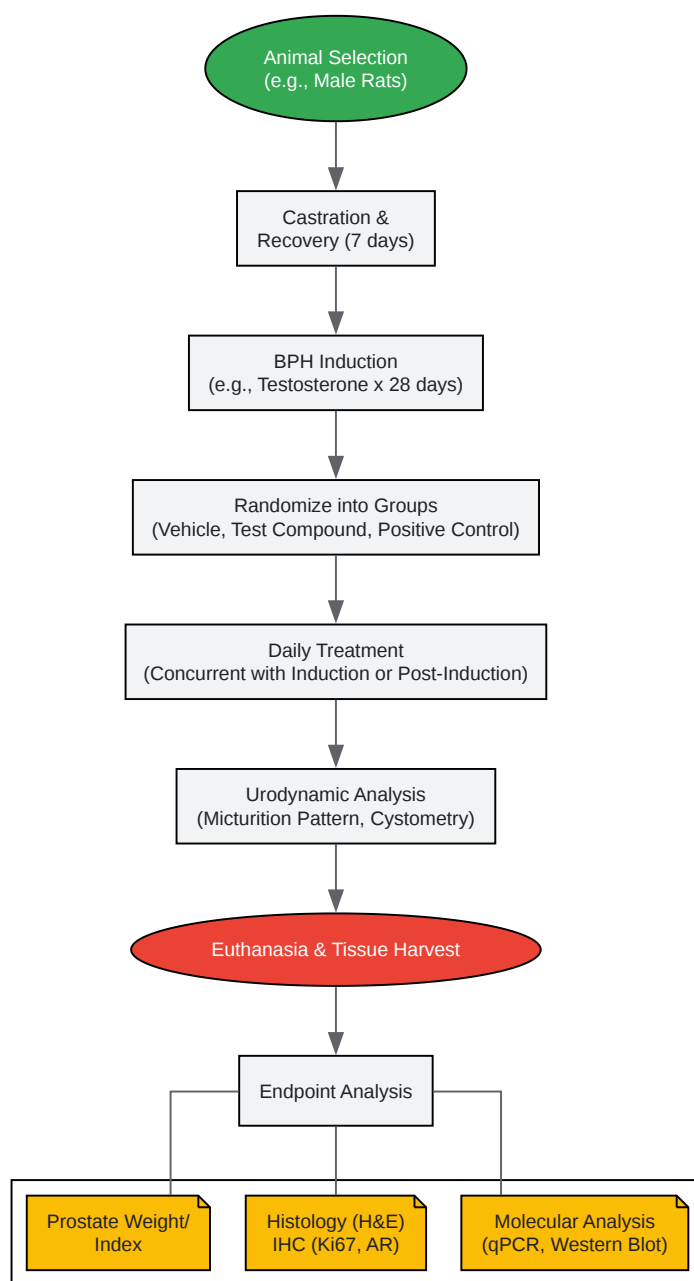 Animal Selection
(e.g., Male Rats)
Castration &
Recovery (7 days)
BPH Induction
(e.g., Testosterone x 28 days)
Randomize into Groups
(Vehicle, Test Compound, Positive Control)
Daily Treatment
(Concurrent with Induction or Post-Induction)
Urodynamic Analysis
(Micturition Pattern, Cystometry)
Euthanasia & Tissue Harvest
Endpoint Analysis
Prostate Weight/
Index
Histology (H&E)
IHC (Ki67, AR)
Molecular Analysis
(qPCR, Western Blot)